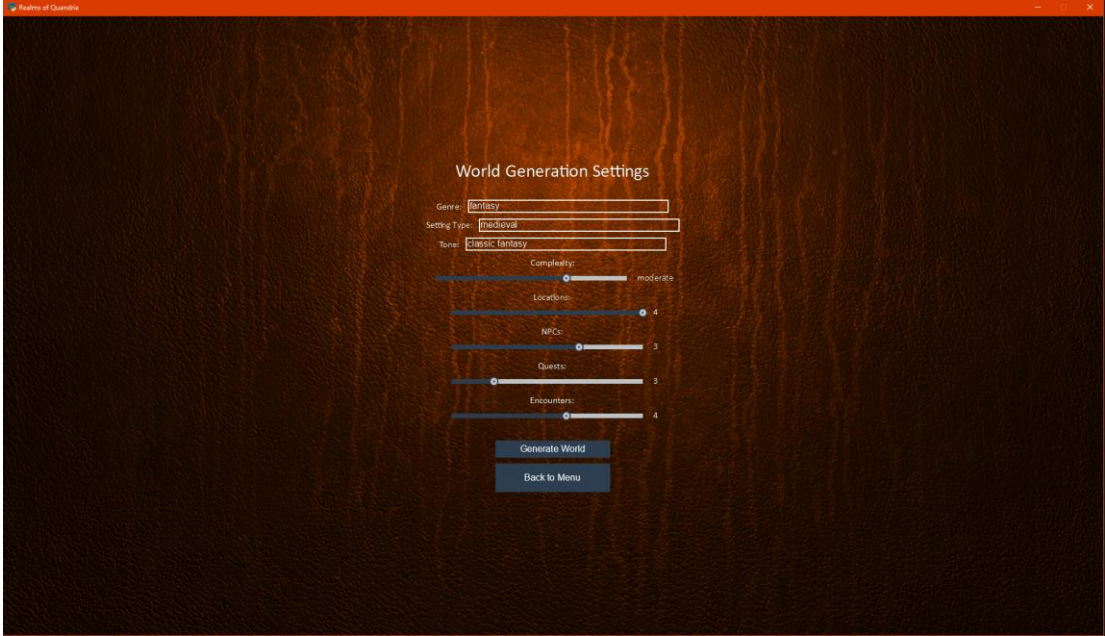 Realms of Quandria
World Generation Settings
Genre: fantasy
Setting Type: medieval
Tone: classic fantasy
Complexity:
moderate
Locations:
4
NPCs:
3
Quests:
3
Encounters:
4
Generate World
Back to Menu